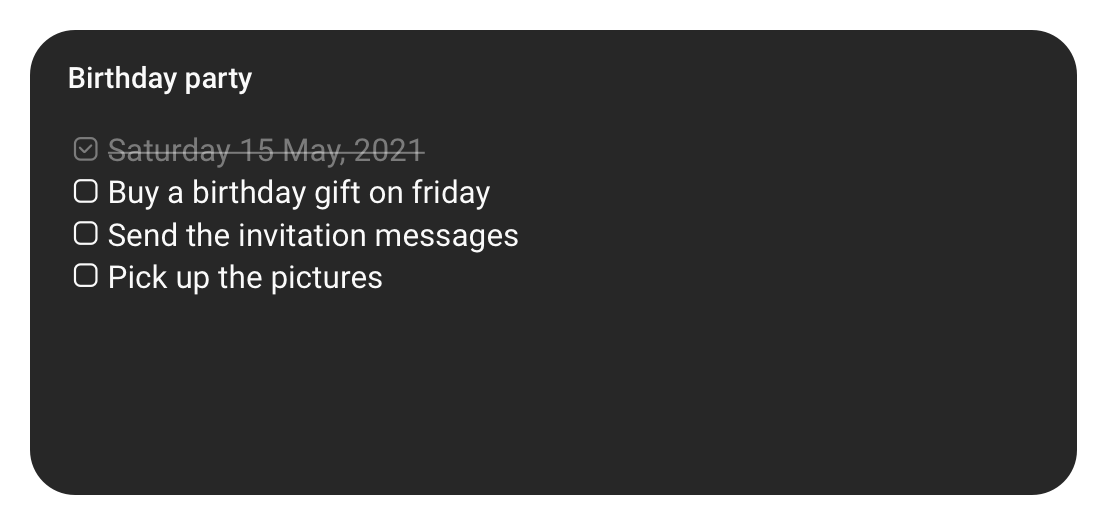 Birthday party
Saturday 15 May, 2021
Buy a birthday gift on friday
Send the invitation messages
Pick up the pictures